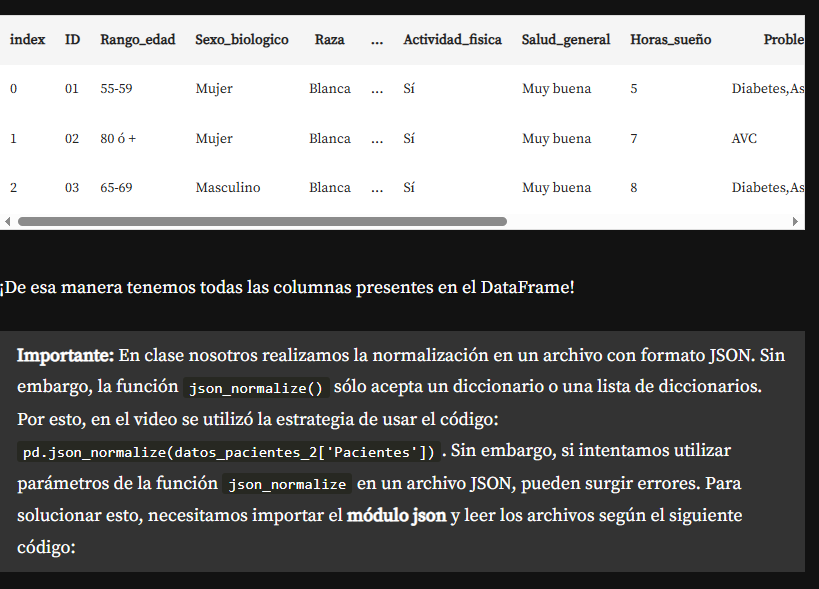 index ID Rango_edad Sexo_biologico Raza ... Actividad_fisica Salud_general Horas_sueño Proble
0 01 55-59 Mujer Blanca ... Sí Muy buena 5 Diabetes,As
1 02 80 ó + Mujer Blanca ... Sí Muy buena 7 AVC
2 03 65-69 Masculino Blanca ... Sí Muy buena 8 Diabetes,As
¡De esa manera tenemos todas las columnas presentes en el DataFrame!
Importante: En clase nosotros realizamos la normalización en un archivo con formato JSON. Sin
embargo, la función json_normalize() sólo acepta un diccionario o una lista de diccionarios.
Por esto, en el video se utilizó la estrategia de usar el código:
pd.json_normalize(datos_pacientes_2['Pacientes']) . Sin embargo, si intentamos utilizar
parámetros de la función json_normalize en un archivo JSON, pueden surgir errores. Para
solucionar esto, necesitamos importar el módulo json y leer los archivos según el siguiente
código: